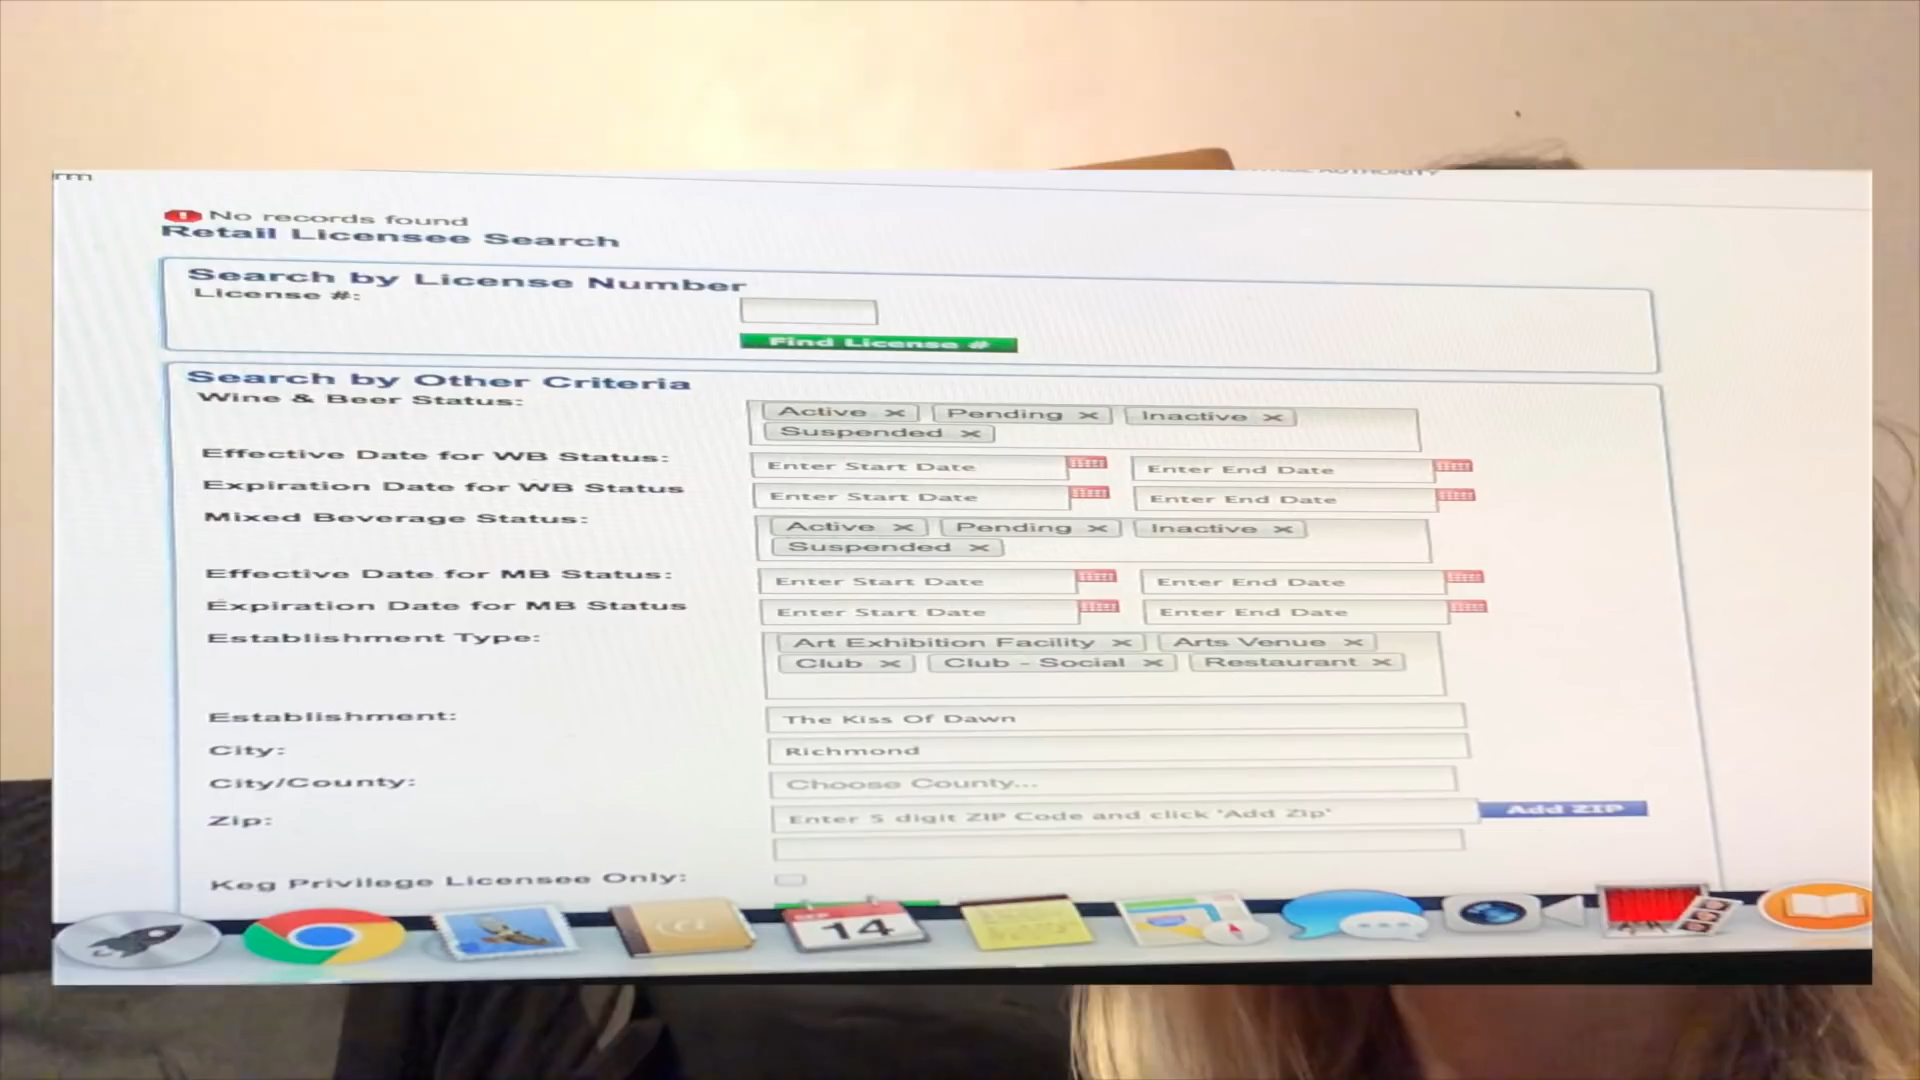 rm
AUTHORITY
No records found
Retail Licensee Search
Search by License Number
License #:
Find License #
Search by Other Criteria
Wine & Beer Status:
Active × Pending × Inactive ×
Suspended ×
Effective Date for WB Status: Enter Start Date Enter End Date
Expiration Date for WB Status Enter Start Date Enter End Date
Mixed Beverage Status:
Active × Pending × Inactive ×
Suspended ×
Effective Date for MB Status: Enter Start Date Enter End Date
Expiration Date for MB Status Enter Start Date Enter End Date
Establishment Type:
Art Exhibition Facility × Arts Venue ×
Club × Club - Social × Restaurant ×
Establishment: The Kiss Of Dawn
City: Richmond
City/County: Choose County...
Zip: Enter 5 digit ZIP Code and click 'Add Zip' Add ZIP
Keg Privilege Licensee Only:
SEP
14